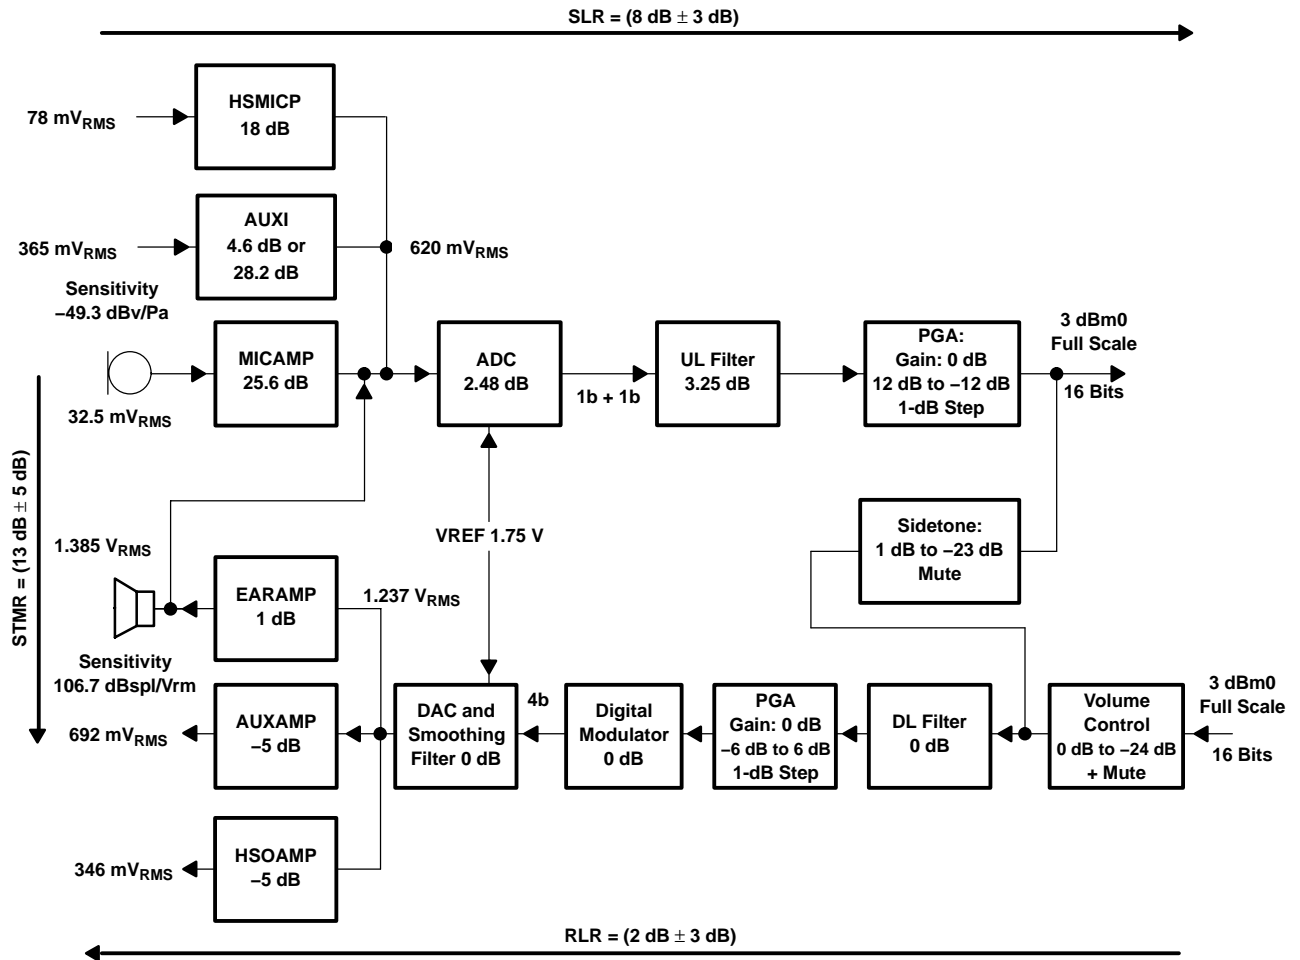 SLR = (8 dB ± 3 dB)
HSMICP
18 dB
78 mVRMS
AUXI
4.6 dB or
28.2 dB
365 mVRMS
620 mVRMS
Sensitivity
−49.3 dBv/Pa
MICAMP
25.6 dB
32.5 mVRMS
ADC
2.48 dB
1b + 1b
UL Filter
3.25 dB
PGA:
Gain: 0 dB
12 dB to −12 dB
1-dB Step
3 dBm0
Full Scale
16 Bits
STMR = (13 dB ± 5 dB)
VREF 1.75 V
Sidetone:
1 dB to −23 dB
Mute
1.385 VRMS
EARAMP
1 dB
1.237 VRMS
Sensitivity
106.7 dBspl/Vrm
AUXAMP
−5 dB
692 mVRMS
DAC and
Smoothing
Filter 0 dB
4b
Digital
Modulator
0 dB
PGA
Gain: 0 dB
−6 dB to 6 dB
1-dB Step
DL Filter
0 dB
Volume
Control
0 dB to −24 dB
+ Mute
3 dBm0
Full Scale
16 Bits
HSOAMP
−5 dB
346 mVRMS
RLR = (2 dB ± 3 dB)